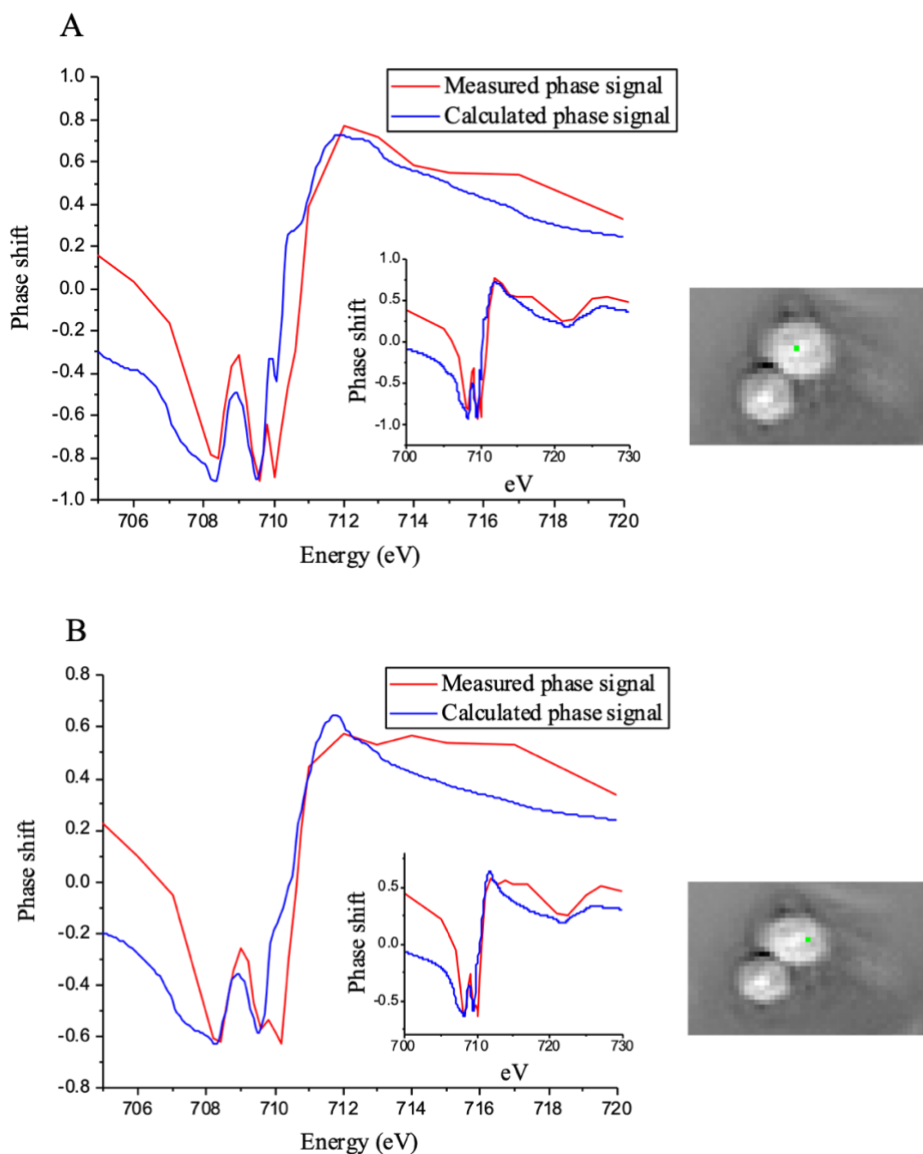 A
Measured phase signal
Calculated phase signal
1.0
0.8
0.6
0.4
0.2
0.0
-0.2
-0.4
-0.6
-0.8
-1.0
Phase shift
706 708 710 712 714 716 718 720
Energy (eV)
1.0
0.5
0.0
-0.5
-1.0
Phase shift
700 710 720 730
eV
B
Measured phase signal
Calculated phase signal
0.8
0.6
0.4
0.2
0.0
-0.2
-0.4
-0.6
-0.8
Phase shift
706 708 710 712 714 716 718 720
Energy (eV)
0.5
0.0
-0.5
Phase shift
700 710 720 730
eV